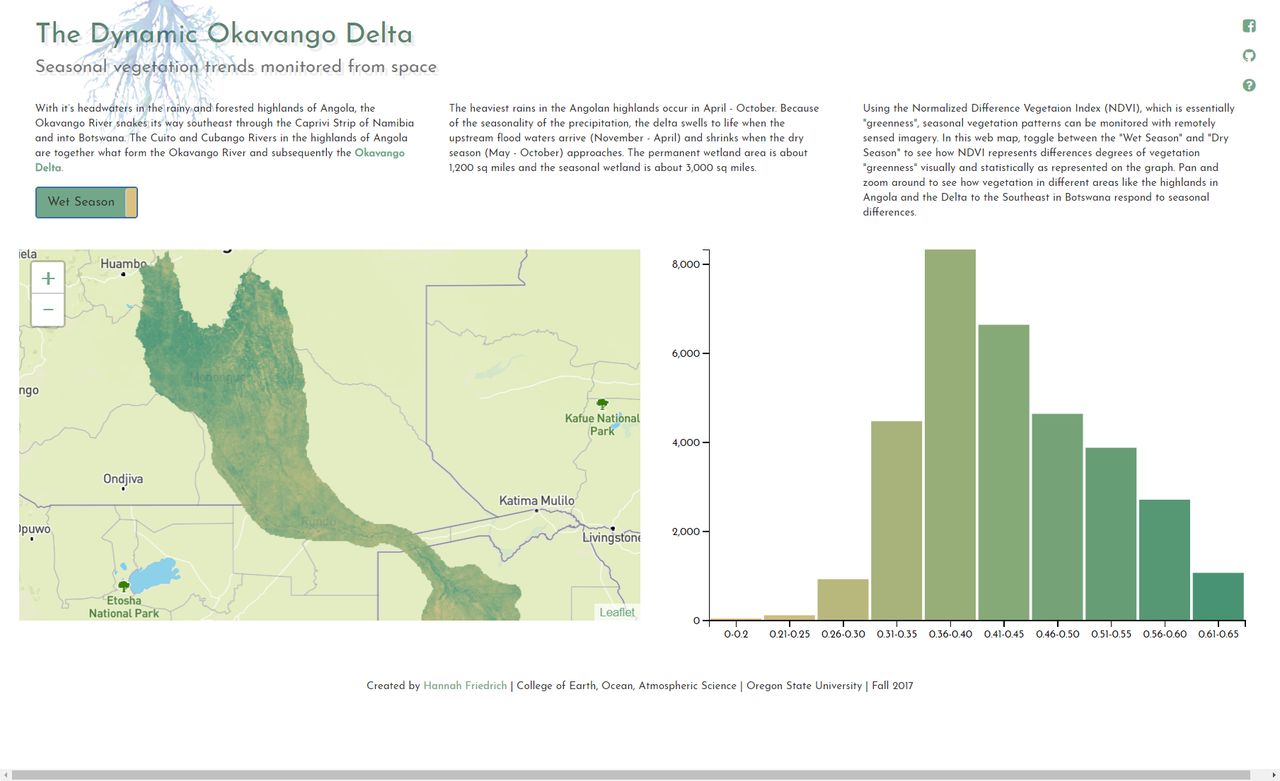 The Dynamic Okavango Delta
Seasonal vegetation trends monitored from space
With it's headwaters in the rainy and forested highlands of Angola, the
Okavango River snakes its way southeast through the Caprivi Strip of Namibia
and into Botswana. The Cuito and Cubango Rivers in the highlands of Angola
are together what form the Okavango River and subsequently the Okavango
Delta.
Wet Season
The heaviest rains in the Angolan highlands occur in April - October. Because
of the seasonality of the precipitation, the delta swells to life when the
upstream flood waters arrive (November - April) and shrinks when the dry
season (May - October) approaches. The permanent wetland area is about
1,200 sq miles and the seasonal wetland is about 3,000 sq miles.
Using the Normalized Difference Vegetaion Index (NDVI), which is essentially
"greenness", seasonal vegetation patterns can be monitored with remotely
sensed imagery. In this web map, toggle between the "Wet Season" and "Dry
Season" to see how NDVI represents differences degrees of vegetation
"greenness" visually and statistically as represented on the graph. Pan and
zoom around to see how vegetation in different areas like the highlands in
Angola and the Delta to the Southeast in Botswana respond to seasonal
differences.
+
−
iela
Huambo
ngo
Kafue National
Park
Ondjiva
Katima Mulilo
Opuwo
Rundu
Livingstone
Etosha
National Park
Leaflet
8,000
6,000
4,000
2,000
0
0-0.2 0.21-0.25 0.26-0.30 0.31-0.35 0.36-0.40 0.41-0.45 0.46-0.50 0.51-0.55 0.56-0.60 0.61-0.65
Created by Hannah Friedrich | College of Earth, Ocean, Atmospheric Science | Oregon State University | Fall 2017